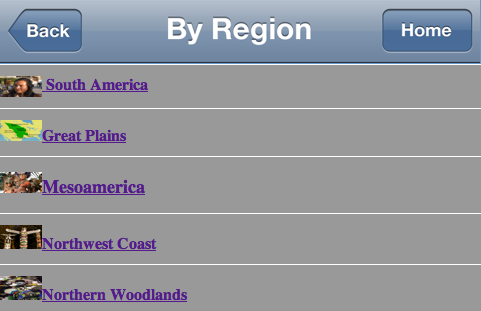 Back By Region Home
South America
Great Plains
Mesoamerica
Northwest Coast
Northern Woodlands